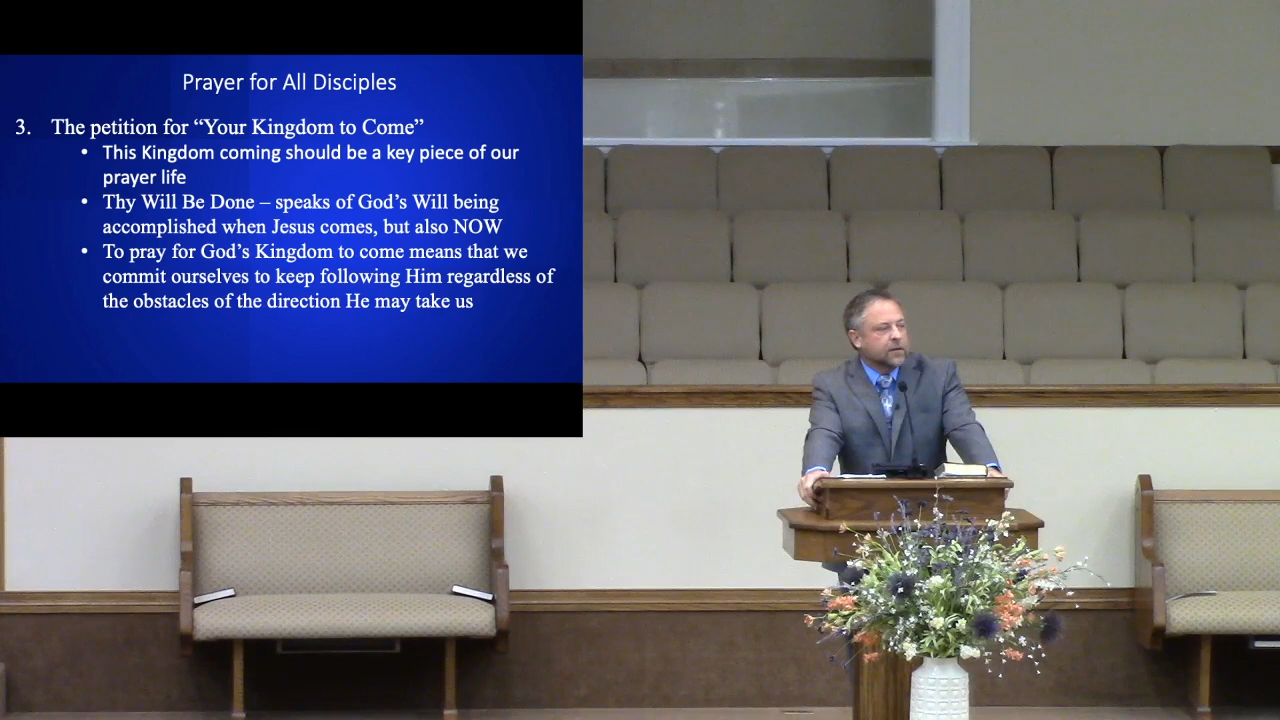 Prayer for All Disciples
3. The petition for “Your Kingdom to Come”
• This Kingdom coming should be a key piece of our
prayer life
• Thy Will Be Done – speaks of God’s Will being
accomplished when Jesus comes, but also NOW
• To pray for God’s Kingdom to come means that we
commit ourselves to keep following Him regardless of
the obstacles of the direction He may take us